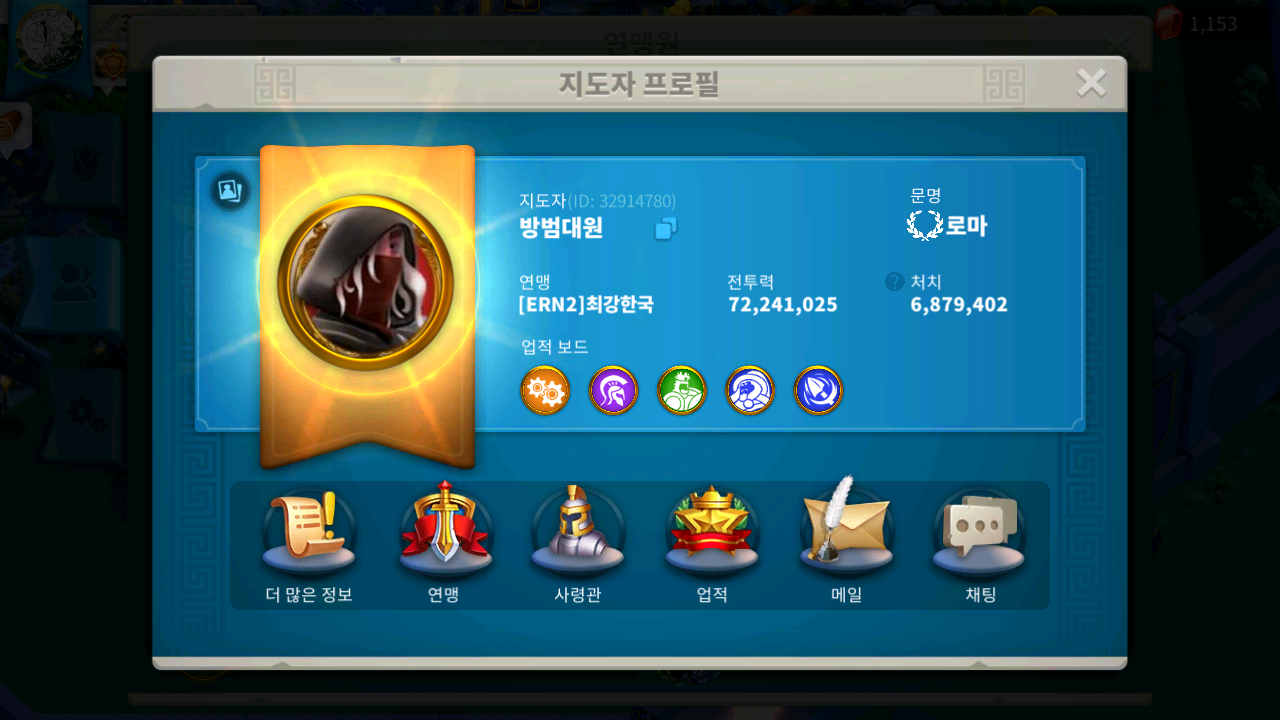 연맹원
1,153
지도자 프로필
지도자(ID: 32914780)
방범대원
문명
로마
연맹
[ERN2]최강한국
전투력
72,241,025
? 처치
6,879,402
업적 보드
더 많은 정보
연맹
사령관
업적
메일
채팅